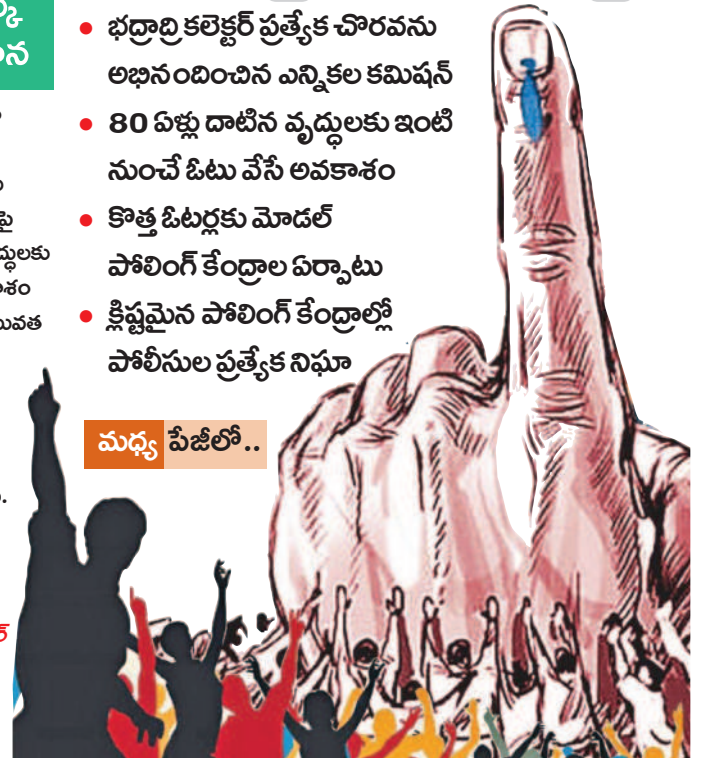 భద్రాద్రి కలెక్టర్ ప్రత్యేక చొరవను
అభినందించిన ఎన్నికల కమిషన్
80 ఏళ్లు దాటిన వృద్ధులకు ఇంటి
నుంచే ఓటు వేసే అవకాశం
కొత్త ఓటర్లకు మోడల్
పోలింగ్ కేంద్రాల ఏర్పాటు
క్లిష్టమైన పోలింగ్ కేంద్రాల్లో
పోలీసుల ప్రత్యేక నిఘా
మధ్య పేజీలో..